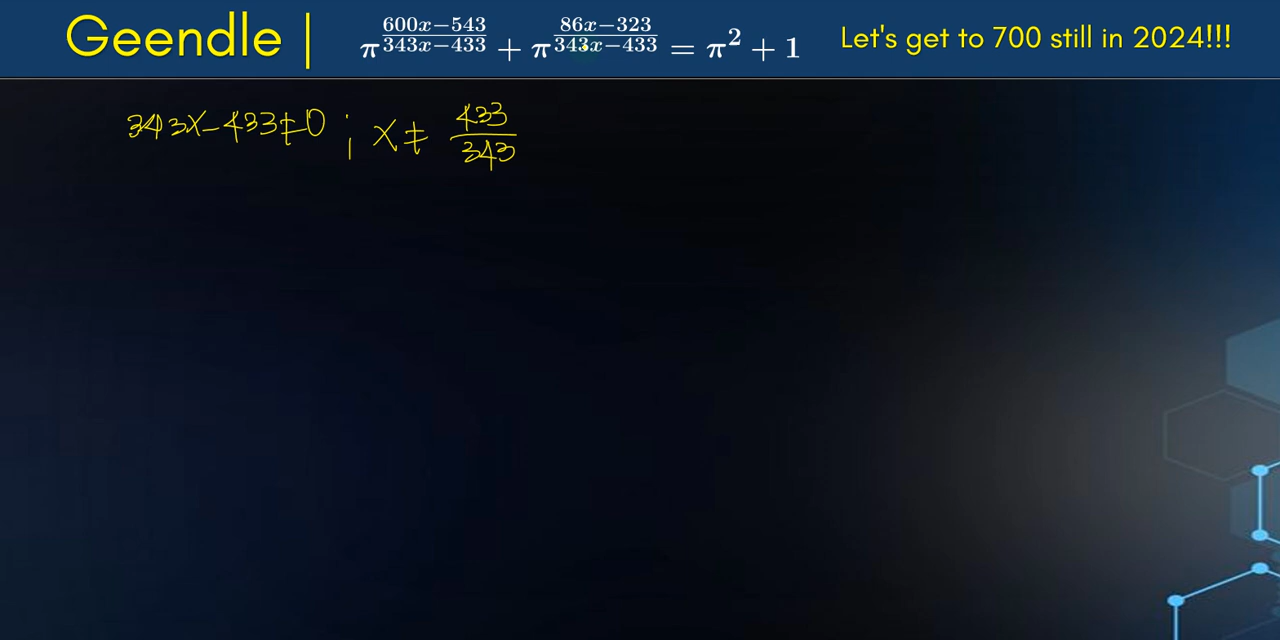 Geendle | π^((600x−543)/(343x−433)) + π^((86x−323)/(343x−433)) = π^2 + 1 Let's get to 700 still in 2024!!!
343x−433≠0 ; x≠ 433/343